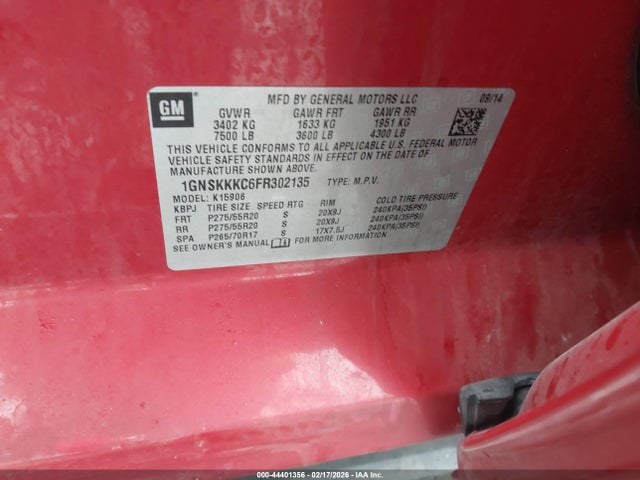 GM
MFD BY GENERAL MOTORS LLC 09/14
GVWR GAWR FRT GAWR RR
3402 KG 1633 KG 1951 KG
7500 LB 3600 LB 4300 LB
THIS VEHICLE CONFORMS TO ALL APPLICABLE U.S. FEDERAL MOTOR
VEHICLE SAFETY STANDARDS IN EFFECT ON THE DATE OF
MANUFACTURE SHOWN ABOVE.
1GNSKKKC6FR302135 TYPE: M.P.V.
MODEL: K15906
KBPJ TIRE SIZE SPEED RTG RIM COLD TIRE PRESSURE
FRT P275/55R20 S 20X9J 240KPA(35PSI)
RR P275/55R20 S 20X9J 240KPA(35PSI)
SPA P265/70R17 S 17X7.5J 240KPA(35PSI)
SEE OWNER'S MANUAL FOR MORE INFORMATION.
000-44401356 - 02/17/2026 - IAA Inc.